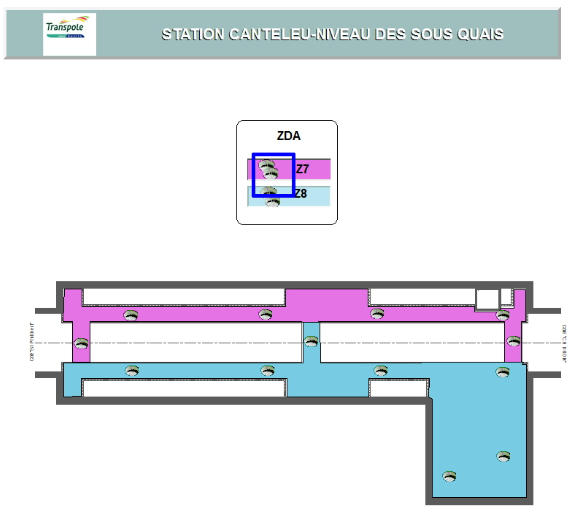 Transpole
STATION CANTELEU-NIVEAU DES SOUS QUAIS
ZDA
Z7
Z8